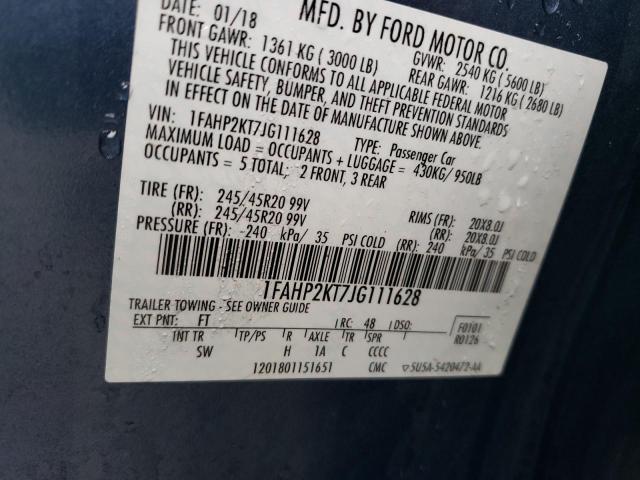 DATE: 01/18 MFD. BY FORD MOTOR CO.
FRONT GAWR: 1361 KG ( 3000 LB) GVWR: 2540 KG (5600 LB)
REAR GAWR: 1216 KG ( 2680 LB)
THIS VEHICLE CONFORMS TO ALL APPLICABLE FEDERAL MOTOR
VEHICLE SAFETY, BUMPER, AND THEFT PREVENTION STANDARDS
IN EFFECT ON THE DATE OF MANUFACTURE SHOWN ABOVE.
VIN: 1FAHP2KT7JG111628 TYPE: Passenger Car
MAXIMUM LOAD = OCCUPANTS + LUGGAGE = 430KG/ 950LB
OCCUPANTS = 5 TOTAL; 2 FRONT, 3 REAR
TIRE (FR): 245/45R20 99V RIMS (FR): 20X8.0J
(RR): 245/45R20 99V (RR): 20X8.0J
PRESSURE (FR): 240 kPa/ 35 PSI COLD (RR): 240 kPa/ 35 PSI COLD
1FAHP2KT7JG111628
TRAILER TOWING - SEE OWNER GUIDE
EXT PNT: FT RC: 48 DSO: F0101
R0126
INT TR TP/PS R AXLE TR SPR
SW H 1A C CCCC
1201801151651 CMC 5U5A-5420472-AA